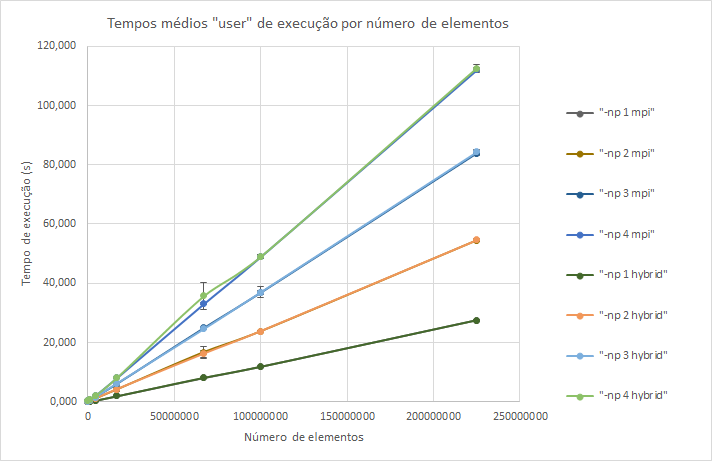 Tempos médios "user" de execução por número de elementos
120,000
100,000
80,000
60,000
40,000
20,000
0,000
Tempo de execução (s)
0
50000000
100000000
150000000
200000000
250000000
Número de elementos
"-np 1 mpi"
"-np 2 mpi"
"-np 3 mpi"
"-np 4 mpi"
"-np 1 hybrid"
"-np 2 hybrid"
"-np 3 hybrid"
"-np 4 hybrid"